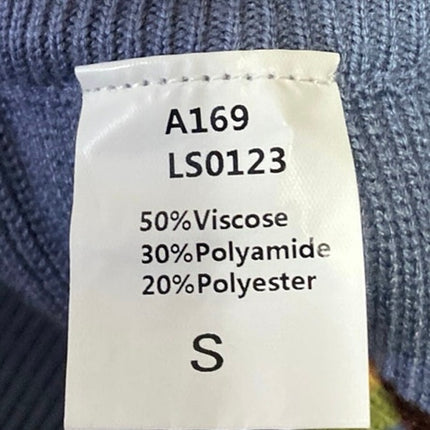 A169
LS0123
50%Viscose
30%Polyamide
20%Polyester
S